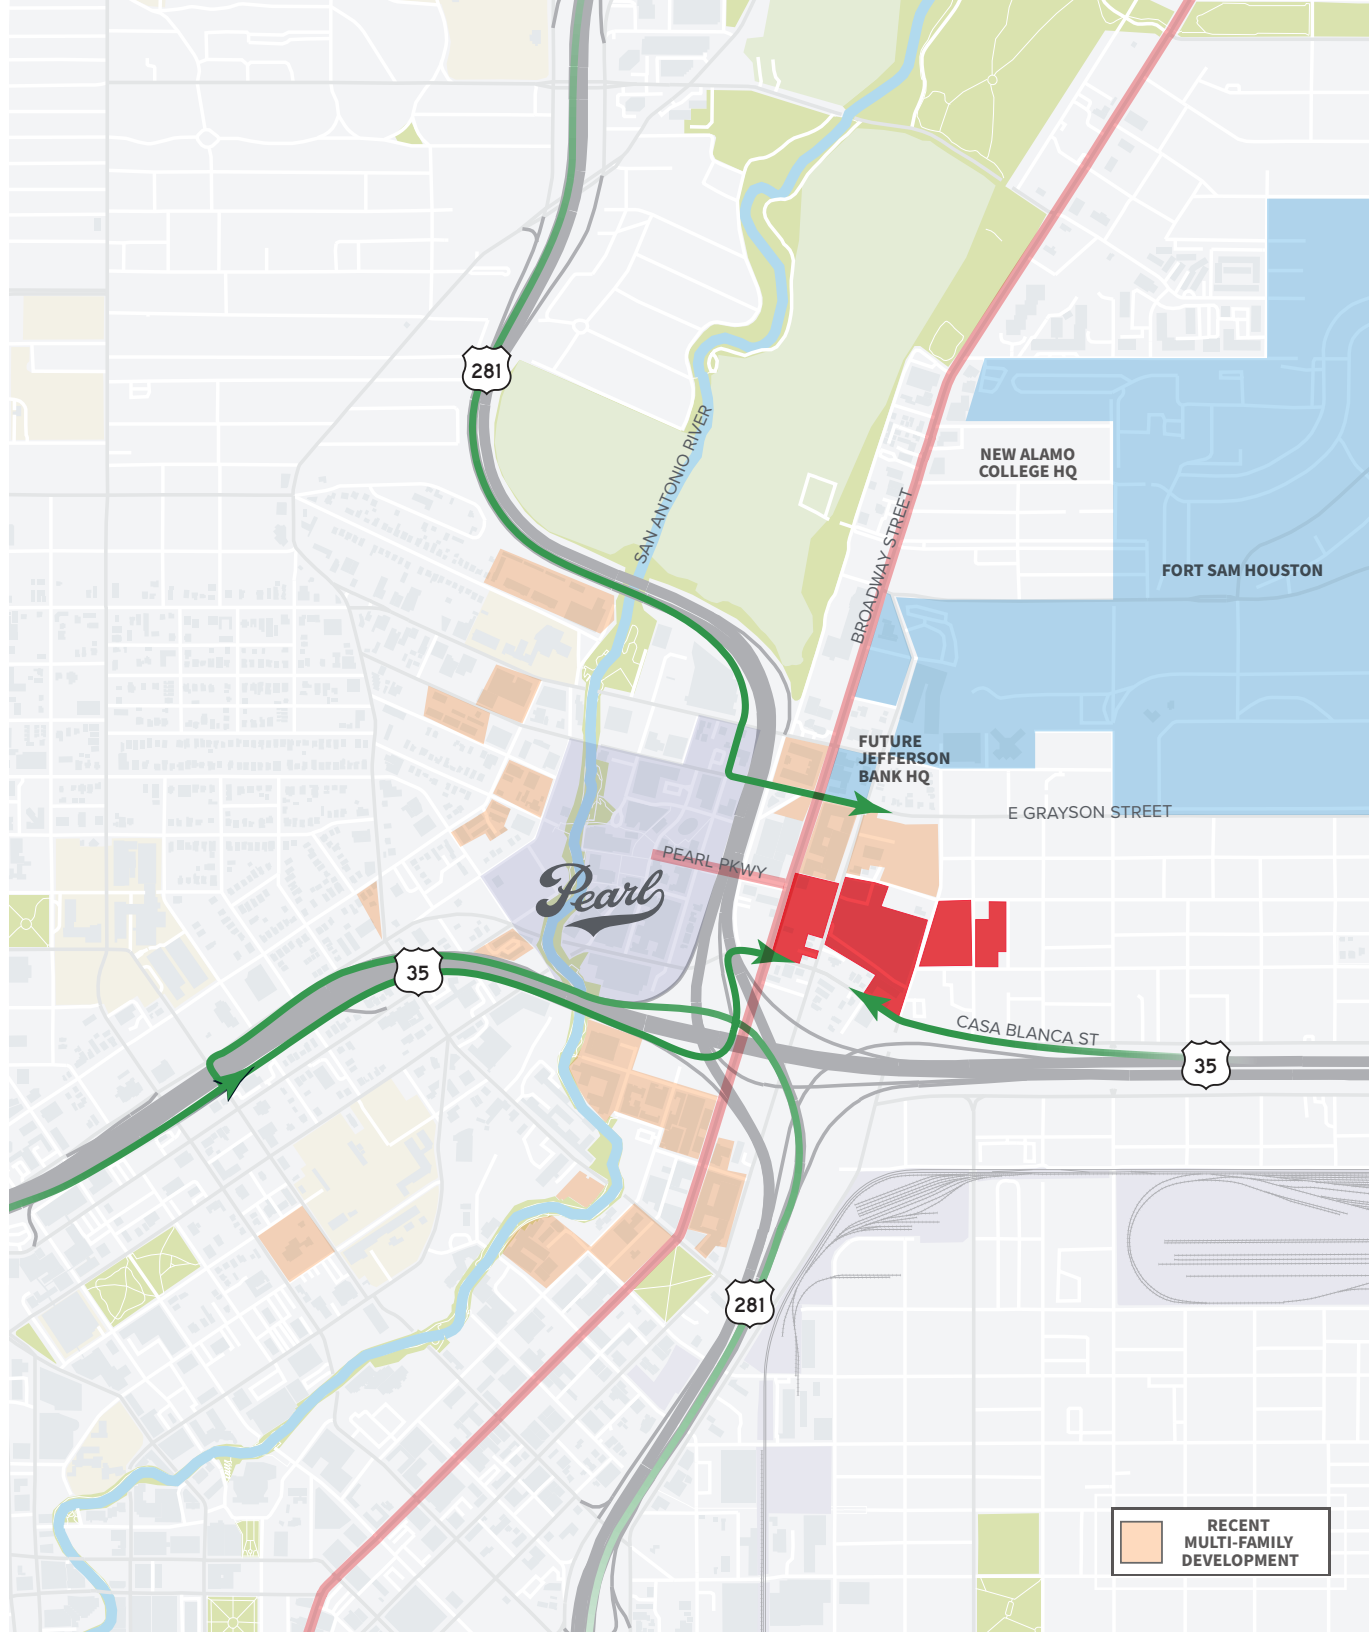 281
SAN ANTONIO RIVER
BROADWAY STREET
NEW ALAMO
COLLEGE HQ
FORT SAM HOUSTON
FUTURE
JEFFERSON
BANK HQ
E GRAYSON STREET
PEARL PKWY
Pearl
35
CASA BLANCA ST
35
281
RECENT
MULTI-FAMILY
DEVELOPMENT